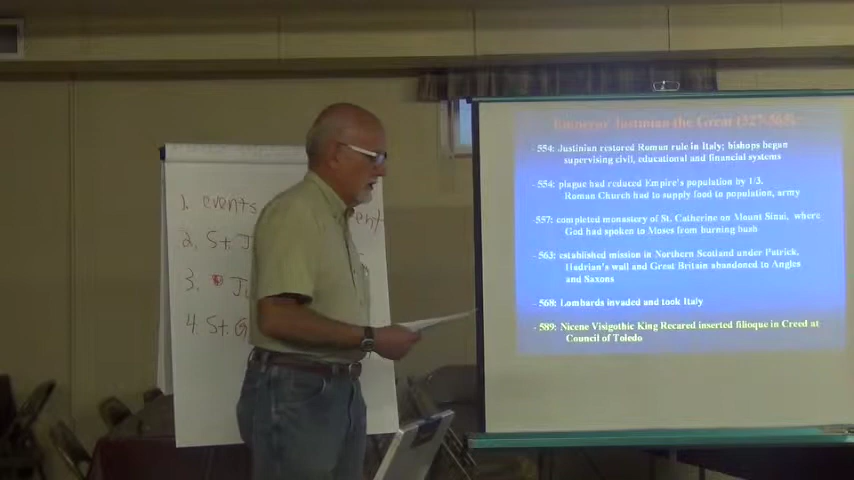 Emperor Justinian the Great (327-565)
- 554: Justinian restored Roman rule in Italy; bishops began
supervising civil, educational and financial systems
- 554: plague had reduced Empire's population by 1/3.
Roman Church had to supply food to population, army
- 557: completed monastery of St. Catherine on Mount Sinai, where
God had spoken to Moses from burning bush
- 563: established mission in Northern Scotland under Patrick,
Hadrian's wall and Great Britain abandoned to Angles
and Saxons
- 568: Lombards invaded and took Italy
- 589: Nicene Visigothic King Recared inserted filioque in Creed at
Council of Toledo
1. events
2. St. J
3. J
4. St. G